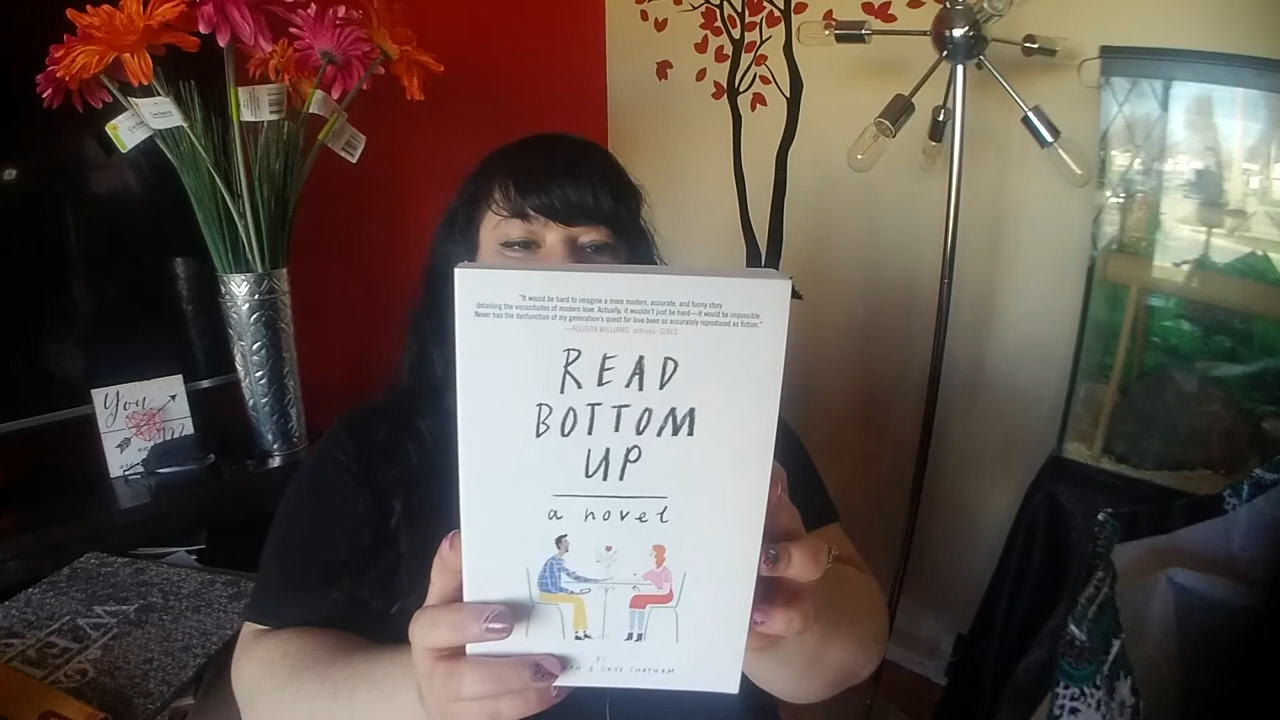 "It would be hard to imagine a more modern, accurate, and funny story
detailing the vicissitudes of modern love. Actually, it wouldn't just be hard—it would be impossible.
Never has the dysfunction of my generation's quest for love been so accurately reproduced as fiction."
—ALLISON WILLIAMS, actress, GIRLS
READ
BOTTOM
UP
a novel
BY
& SKYE CHATHAM
You